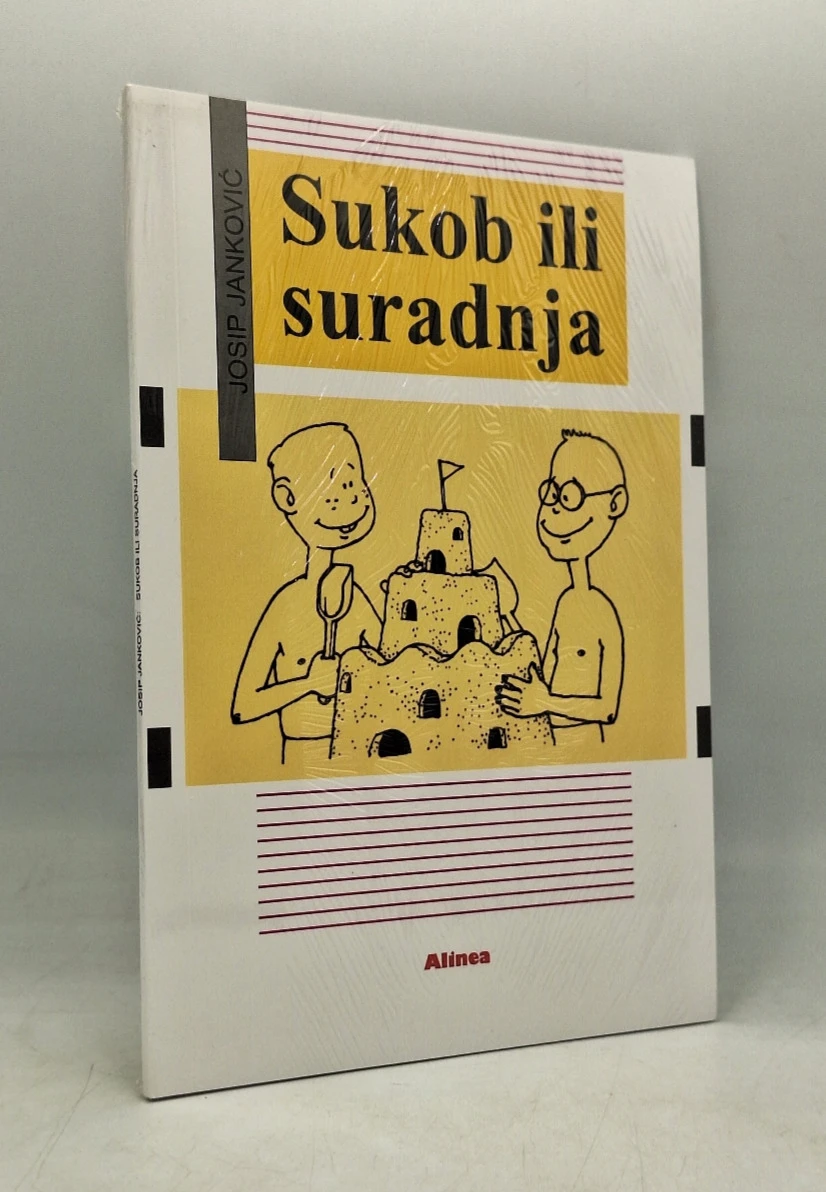 JOSIP JANKOVIĆ
Sukob ili
suradnja
JOSIP JANKOVIĆ: SUKOB ILI SURADNJA
Alinea